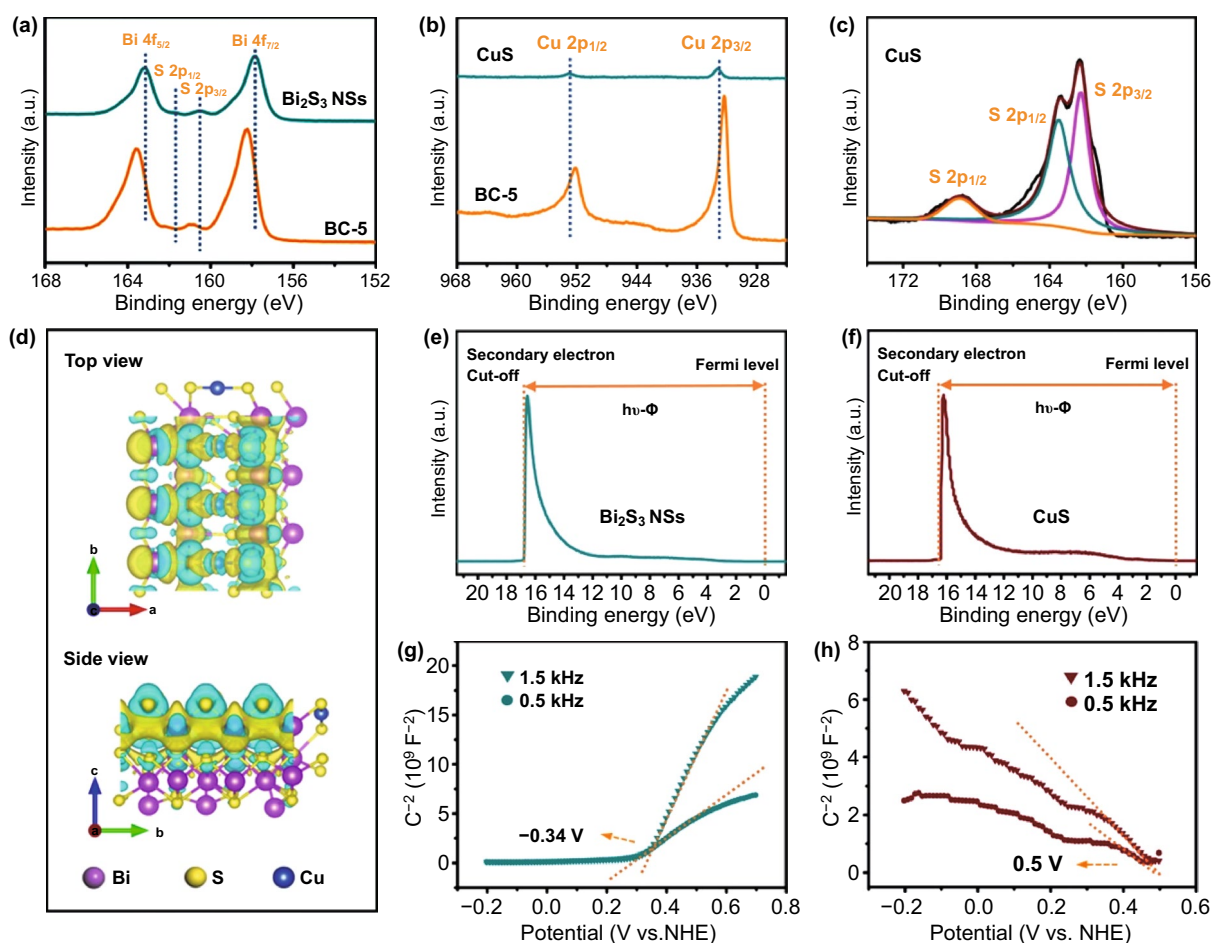 (a)
Bi 4f5/2
Bi 4f7/2
S 2p1/2
S 2p3/2
Bi2S3 NSs
BC-5
Intensity (a.u.)
168 164 160 156 152
Binding energy (eV)
(b)
Cu 2p1/2
Cu 2p3/2
CuS
BC-5
Intensity (a.u.)
968 960 952 944 936 928
Binding energy (eV)
(c)
CuS
S 2p3/2
S 2p1/2
S 2p1/2
Intensity (a.u.)
172 168 164 160 156
Binding energy (eV)
(d)
Top view
b
c
a
Side view
c
a
b
Bi
S
Cu
(e)
Secondary electron
Cut-off
Fermi level
hυ-Φ
Bi2S3 NSs
Intensity (a.u.)
20 18 16 14 12 10 8 6 4 2 0
Binding energy (eV)
(f)
Secondary electron
Cut-off
Fermi level
hυ-Φ
CuS
Intensity (a.u.)
20 18 16 14 12 10 8 6 4 2 0
Binding energy (eV)
(g)
1.5 kHz
0.5 kHz
−0.34 V
C−2 (10⁹ F−2)
20
15
10
5
0
−0.2 0.0 0.2 0.4 0.6 0.8
Potential (V vs.NHE)
(h)
1.5 kHz
0.5 kHz
0.5 V
C−2 (10⁹ F−2)
8
6
4
2
0
−0.2 0.0 0.2 0.4 0.6
Potential (V vs.NHE)